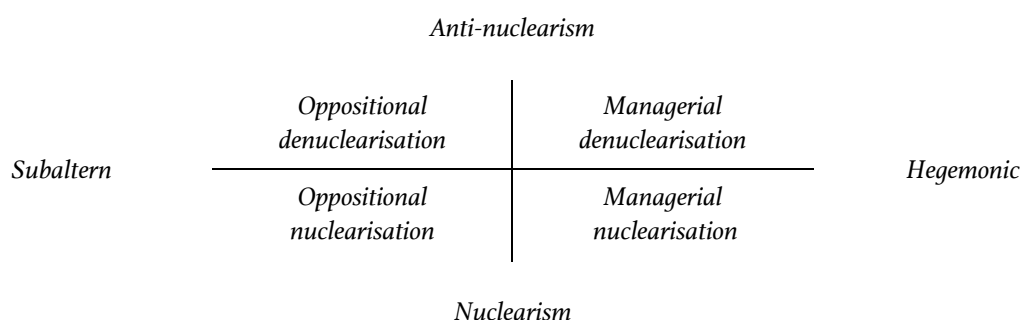 Anti-nuclearism
Oppositional
denuclearisation
Managerial
denuclearisation
Subaltern
Hegemonic
Oppositional
nuclearisation
Managerial
nuclearisation
Nuclearism